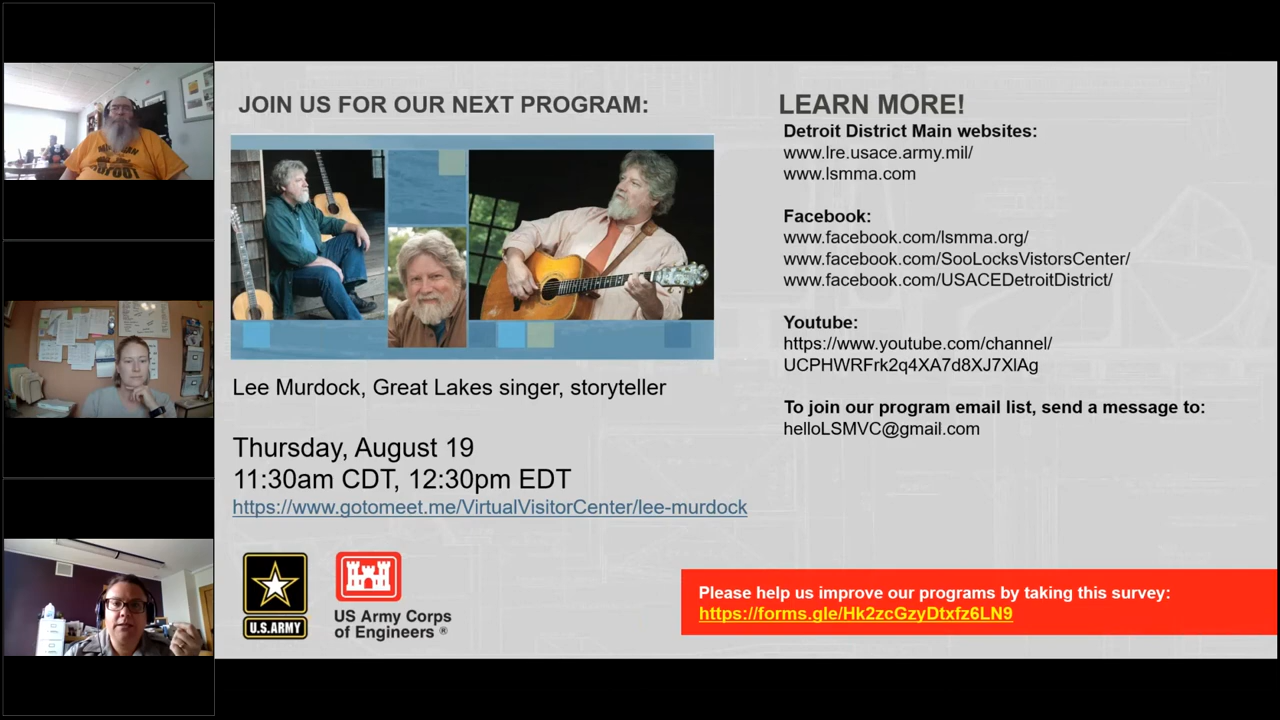 JOIN US FOR OUR NEXT PROGRAM:
Lee Murdock, Great Lakes singer, storyteller
Thursday, August 19
11:30am CDT, 12:30pm EDT
https://www.gotomeet.me/VirtualVisitorCenter/lee-murdock
U.S.ARMY
US Army Corps
of Engineers ®
LEARN MORE!
Detroit District Main websites:
www.lre.usace.army.mil/
www.lsmma.com
Facebook:
www.facebook.com/lsmma.org/
www.facebook.com/SooLocksVistorsCenter/
www.facebook.com/USACEDetroitDistrict/
Youtube:
https://www.youtube.com/channel/
UCPHWRFrk2q4XA7d8XJ7XlAg
To join our program email list, send a message to:
helloLSMVC@gmail.com
Please help us improve our programs by taking this survey:
https://forms.gle/Hk2zcGzyDtxfz6LN9